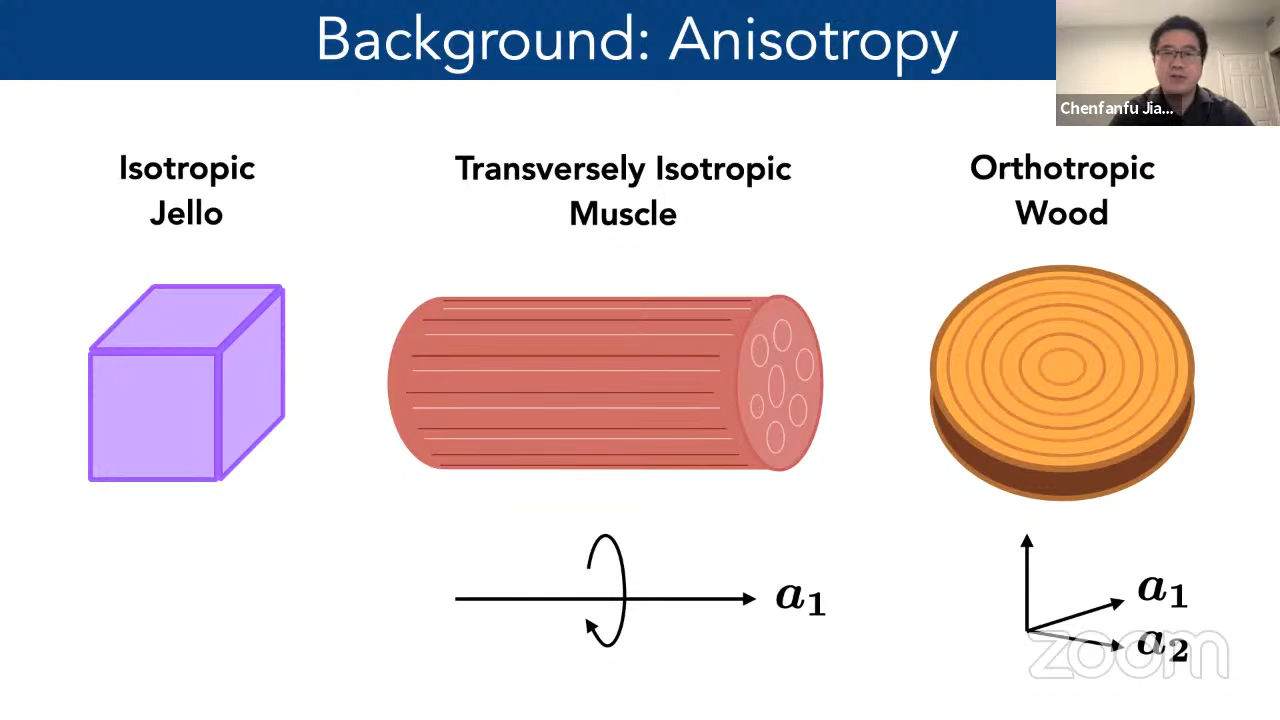 Background: Anisotropy
Chenfanfu Jia...
Isotropic
Jello
Transversely Isotropic
Muscle
Orthotropic
Wood
a1
a1
a2
zoom